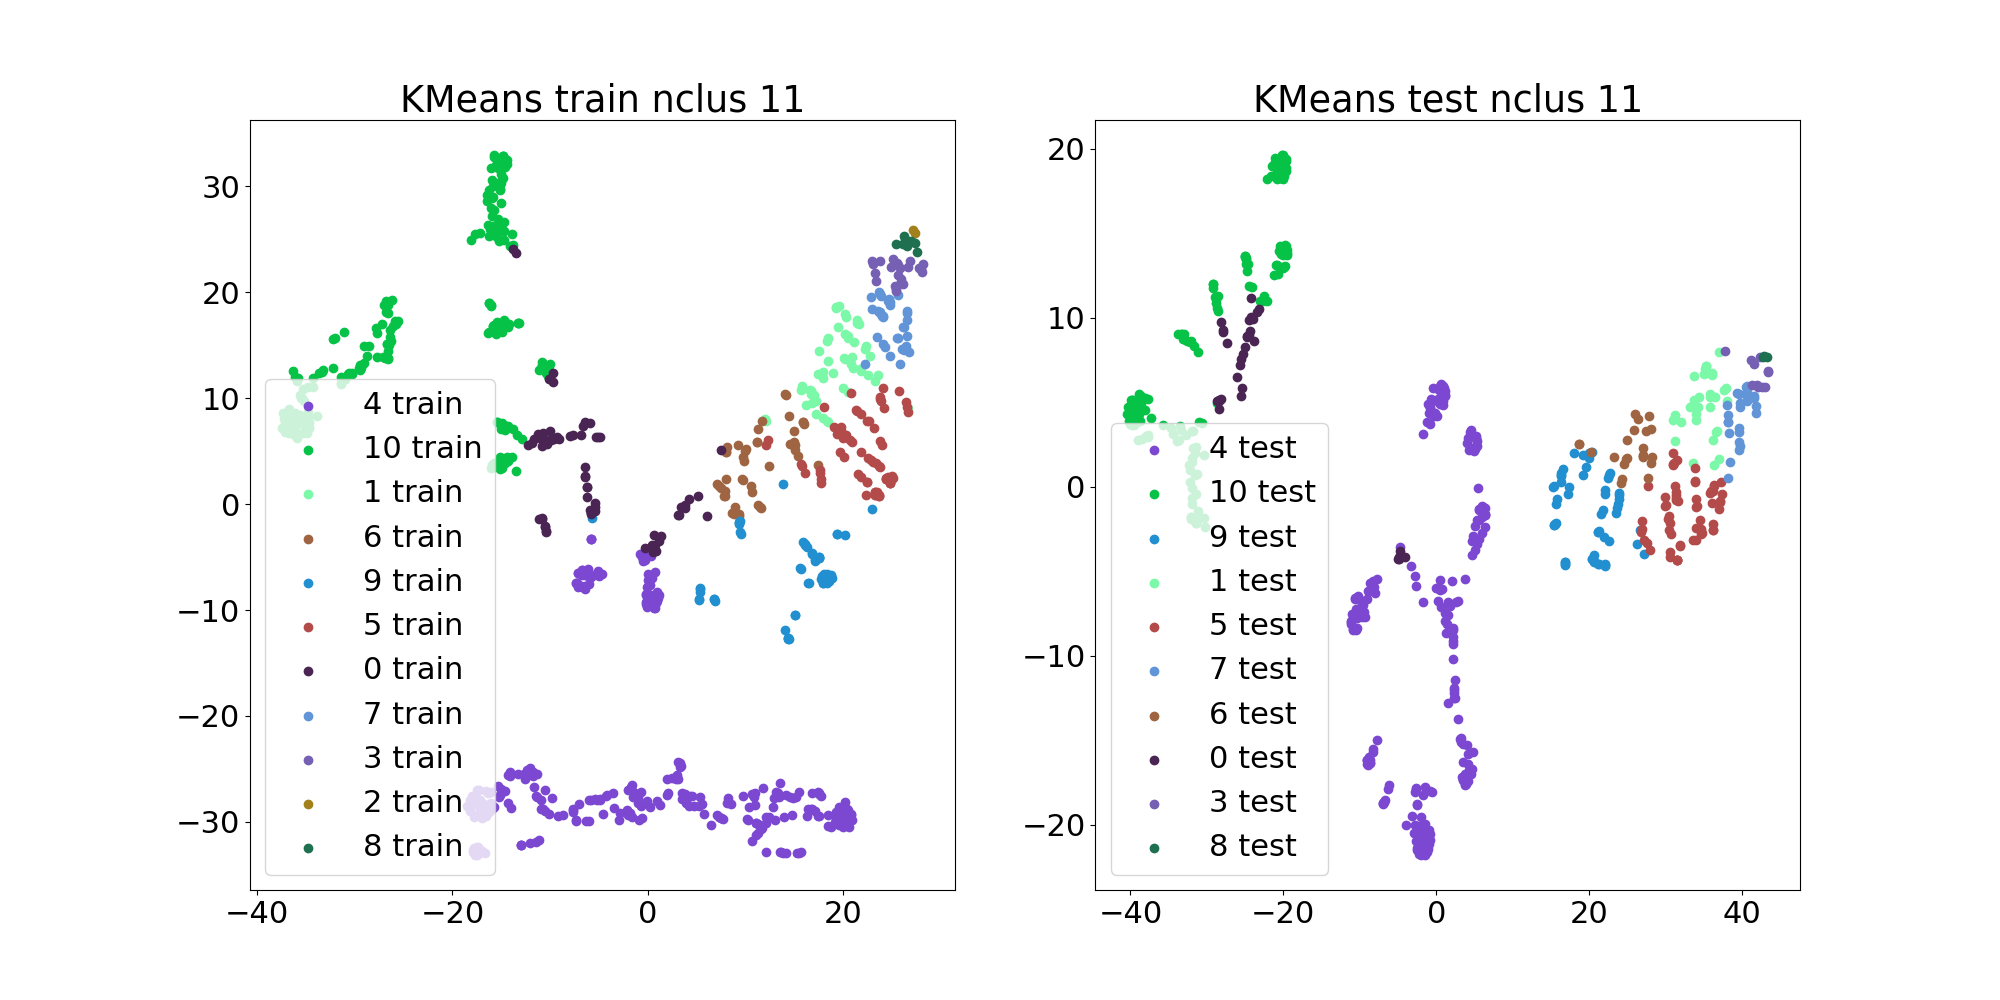 KMeans train nclus 11
30
20
10
0
−10
−20
−30
−40
−20
0
20
4 train
10 train
1 train
6 train
9 train
5 train
0 train
7 train
3 train
2 train
8 train
KMeans test nclus 11
20
10
0
−10
−20
−40
−20
0
20
40
4 test
10 test
9 test
1 test
5 test
7 test
6 test
0 test
3 test
8 test